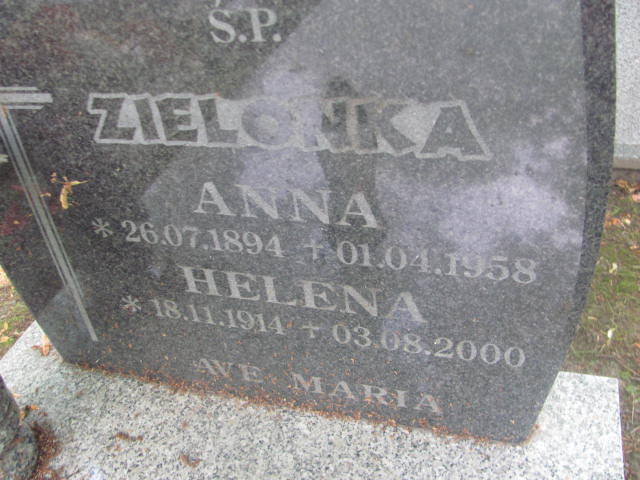 Ś.P.
ZIELONKA
ANNA
* 26.07.1894 + 01.04.1958
HELENA
* 18.11.1914 + 03.08.2000
AVE MARIA